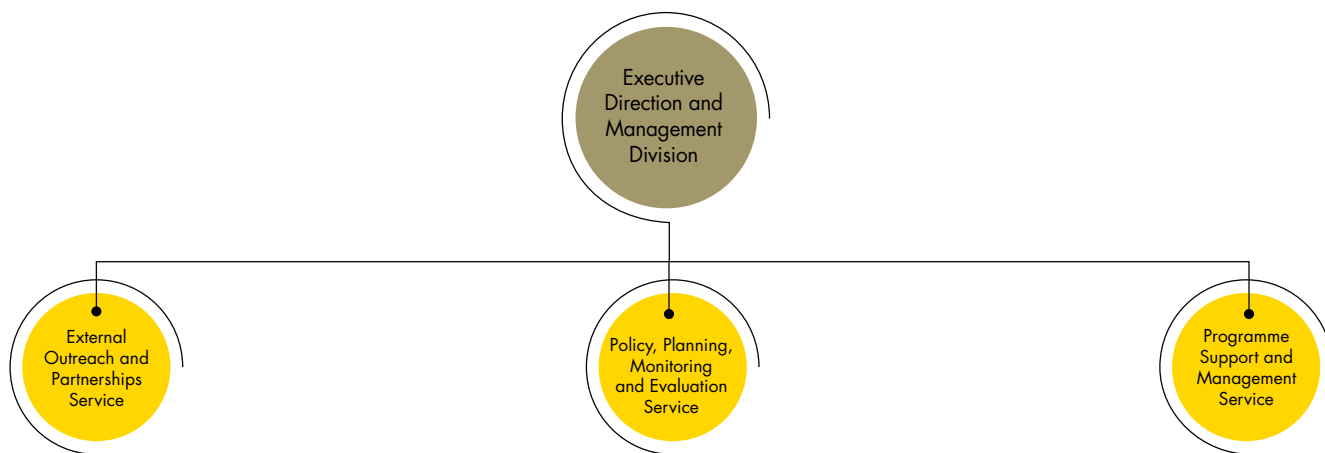 Executive
Direction and
Management
Division
External
Outreach and
Partnerships
Service
Policy, Planning,
Monitoring
and Evaluation
Service
Programme
Support and
Management
Service